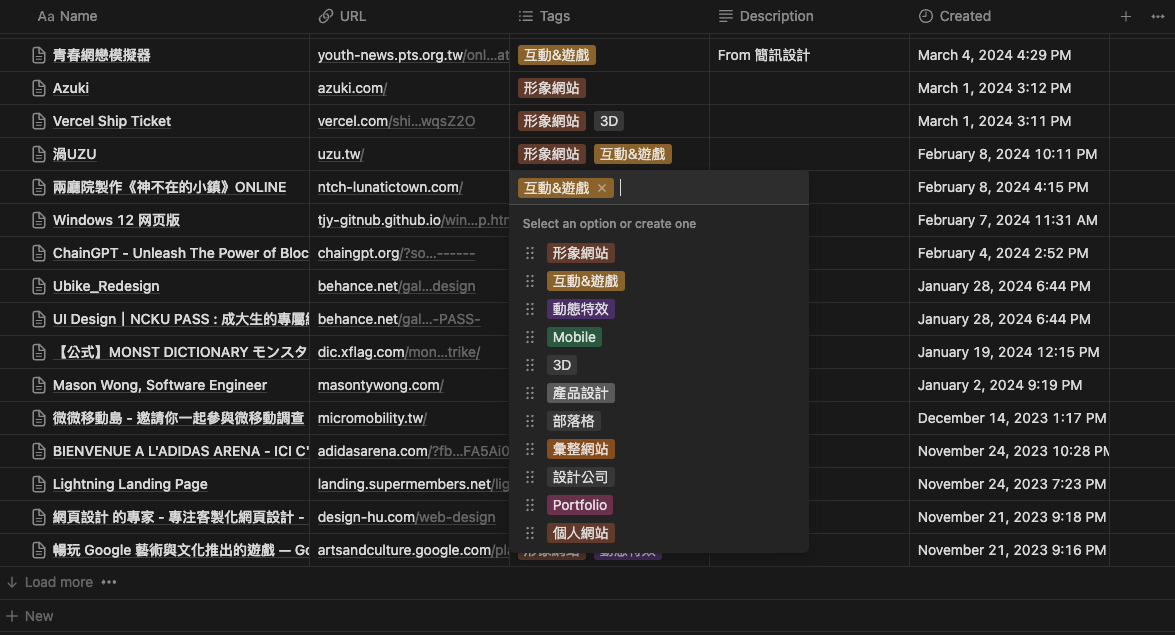 Aa Name URL Tags Description Created
青春網戀模擬器 youth-news.pts.org.tw/onl...at 互動&遊戲 From 簡訊設計 March 4, 2024 4:29 PM
Azuki azuki.com/ 形象網站 March 1, 2024 3:12 PM
Vercel Ship Ticket vercel.com/shi...wqsZ2O 形象網站 3D March 1, 2024 3:11 PM
渦UZU uzu.tw/ 形象網站 互動&遊戲 February 8, 2024 10:11 PM
兩廳院製作《神不在的小鎮》ONLINE ntch-lunatictown.com/ 互動&遊戲 × February 8, 2024 4:15 PM
Windows 12 网页版 tjy-gitnub.github.io/win...p.htm Select an option or create one February 7, 2024 11:31 AM
ChainGPT - Unleash The Power of Bloc chaingpt.org/?so...------ 形象網站 February 4, 2024 2:52 PM
Ubike_Redesign behance.net/gal...design 互動&遊戲 January 28, 2024 6:44 PM
UI Design｜NCKU PASS : 成大生的專屬 behance.net/gal...-PASS- 動態特效 January 28, 2024 6:44 PM
Mobile
【公式】MONST DICTIONARY モンスタ dic.xflag.com/mon...trike/ 3D January 19, 2024 12:15 PM
Mason Wong, Software Engineer masontywong.com/ 產品設計 January 2, 2024 9:19 PM
微微移動島 - 邀請你一起參與微移動調查 micromobility.tw/ 部落格 December 14, 2023 1:17 PM
BIENVENUE A L'ADIDAS ARENA - ICI C' adidasarena.com/?fb...FA5Ai0 彙整網站 November 24, 2023 10:28 PM
Lightning Landing Page landing.supermembers.net/lig 設計公司 November 24, 2023 7:23 PM
Portfolio
網頁設計 的專家 - 專注客製化網頁設計 - design-hu.com/web-design 個人網站 November 21, 2023 9:18 PM
暢玩 Google 藝術與文化推出的遊戲 — Go artsandculture.google.com/pla 形象網站 動態特效 November 21, 2023 9:16 PM
Load more
New